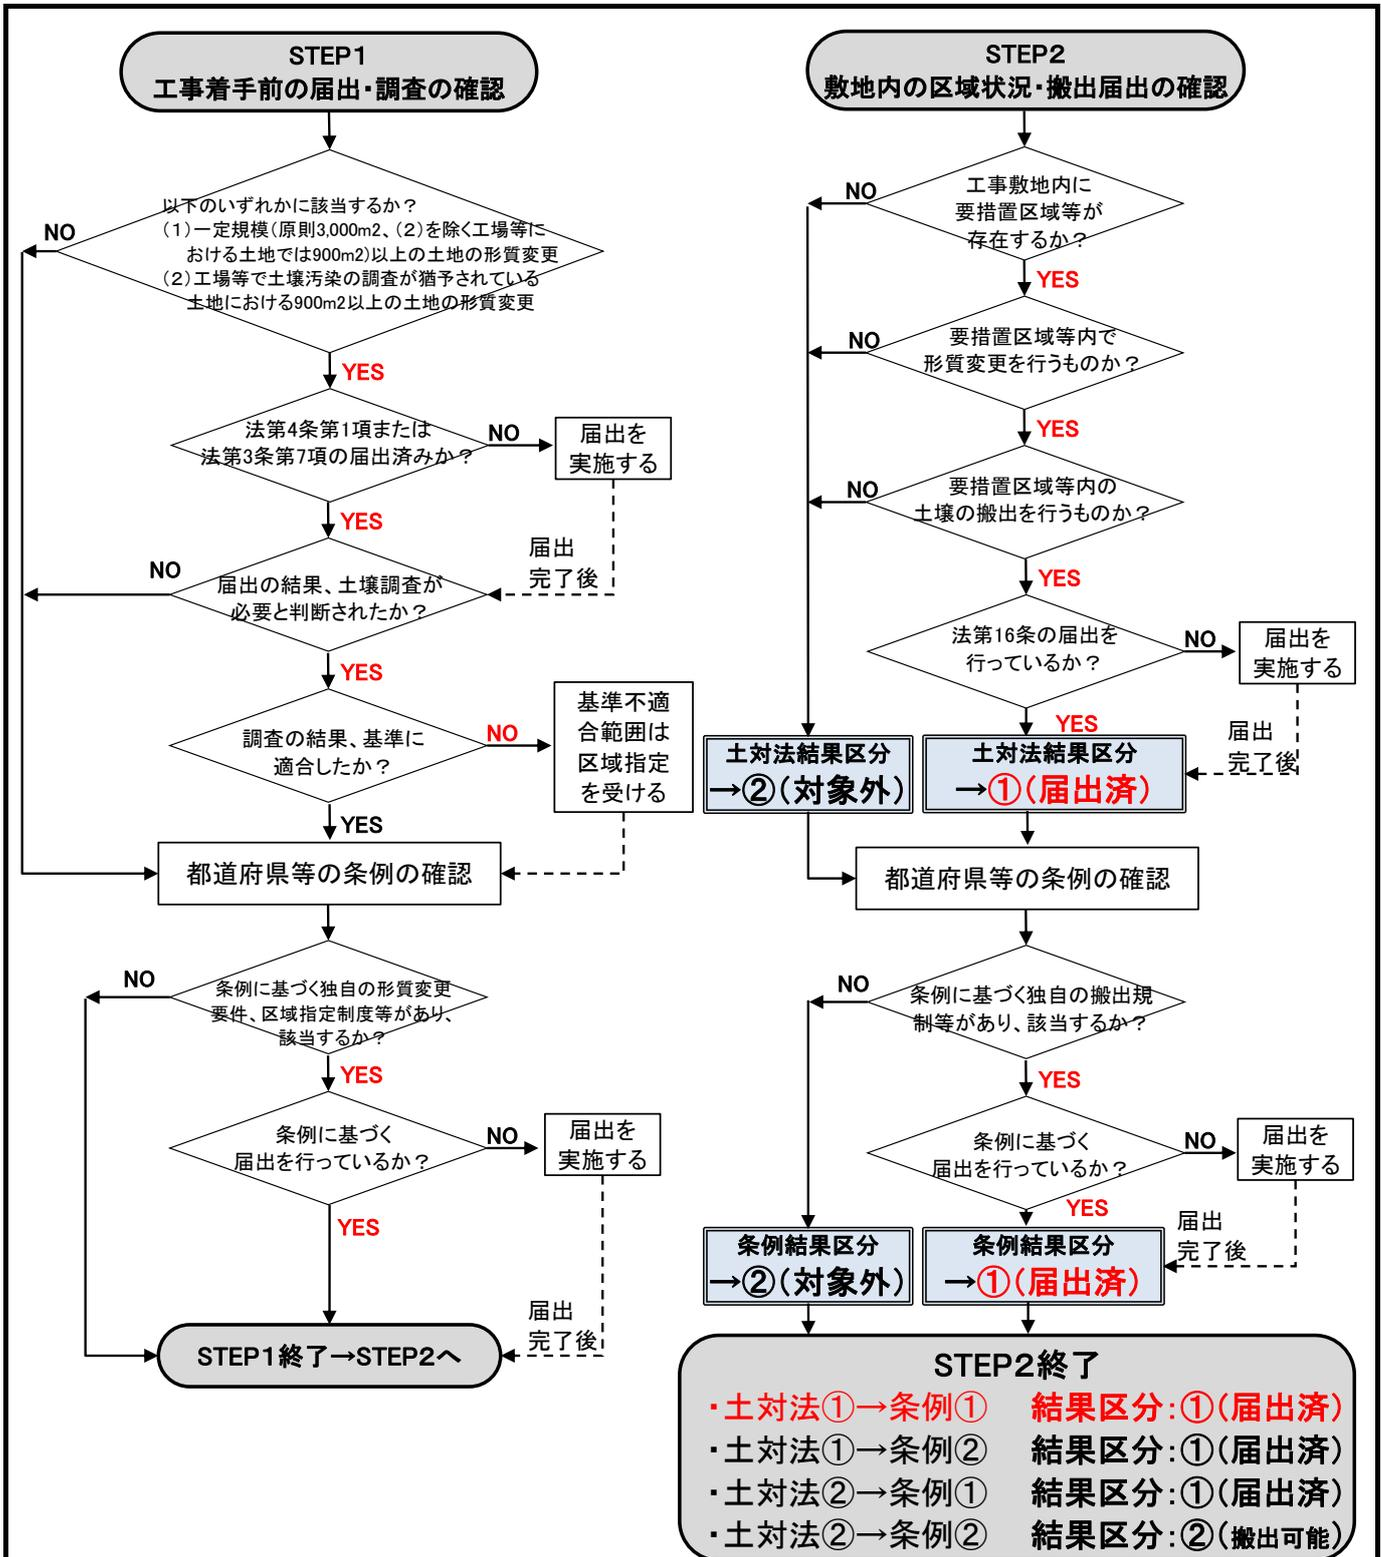 STEP1
工事着手前の届出・調査の確認
以下のいずれかに該当するか？
（1）一定規模（原則3,000m2、（2）を除く工場等に
おける土地では900m2）以上の土地の形質変更
（2）工場等で土壌汚染の調査が猶予されている
土地における900m2以上の土地の形質変更
NO
YES
法第4条第1項または
法第3条第7項の届出済みか？
NO
届出を
実施する
YES
届出
完了後
届出の結果、土壌調査が
必要と判断されたか？
NO
YES
調査の結果、基準に
適合したか？
NO
基準不適
合範囲は
区域指定
を受ける
YES
都道府県等の条例の確認
NO
条例に基づく独自の形質変更
要件、区域指定制度等があり、
該当するか？
YES
条例に基づく
届出を行っているか？
NO
届出を
実施する
YES
届出
完了後
STEP1終了→STEP2へ
STEP2
敷地内の区域状況・搬出届出の確認
NO
工事敷地内に
要措置区域等が
存在するか？
YES
NO
要措置区域等内で
形質変更を行うものか？
YES
NO
要措置区域等内の
土壌の搬出を行うものか？
YES
法第16条の届出を
行っているか？
NO
届出を
実施する
YES
届出
完了後
土対法結果区分
→②（対象外）
土対法結果区分
→①（届出済）
都道府県等の条例の確認
NO
条例に基づく独自の搬出規
制等があり、該当するか？
YES
条例に基づく
届出を行っているか？
NO
届出を
実施する
YES
届出
完了後
条例結果区分
→②（対象外）
条例結果区分
→①（届出済）
STEP2終了
・土対法①→条例① 結果区分：①（届出済）
・土対法①→条例② 結果区分：①（届出済）
・土対法②→条例① 結果区分：①（届出済）
・土対法②→条例② 結果区分：②（搬出可能）